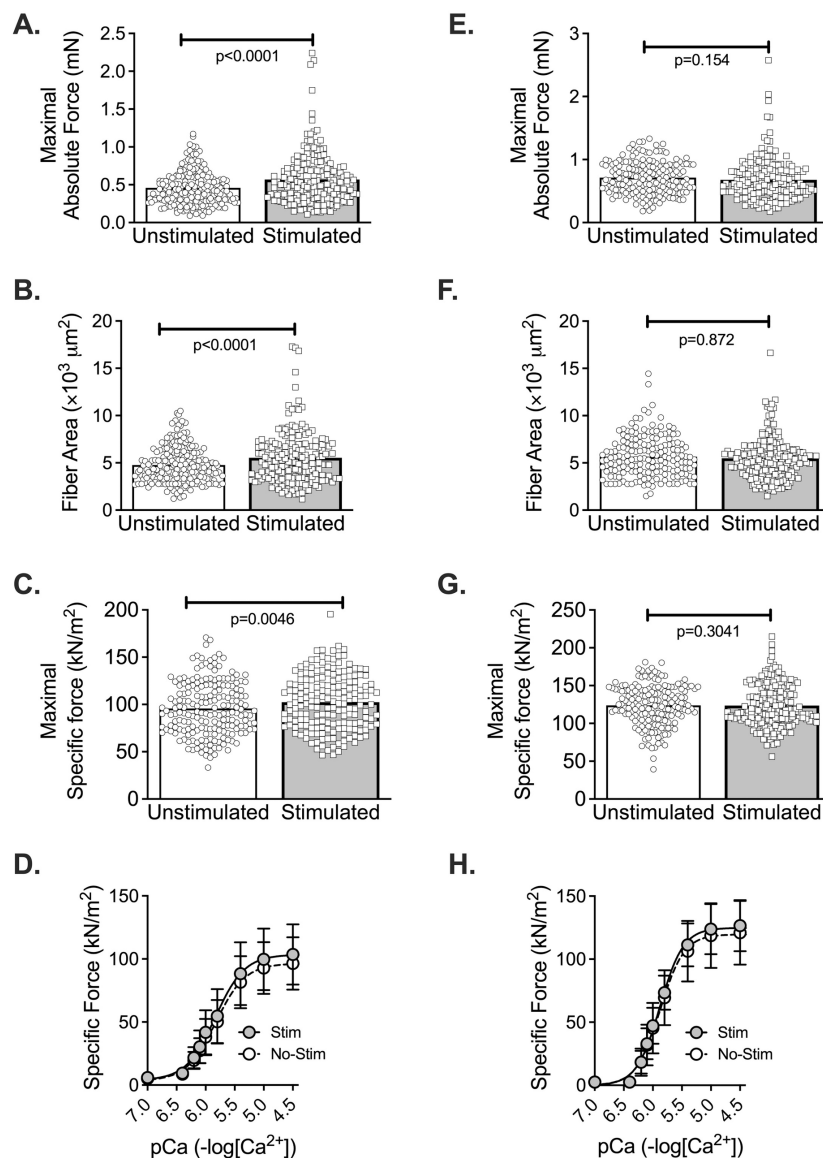 A.
Maximal
Absolute Force (mN)
2.5
2.0
1.5
1.0
0.5
0.0
p<0.0001
Unstimulated Stimulated
E.
Maximal
Absolute Force (mN)
3
2
1
0
p=0.154
Unstimulated Stimulated
B.
Fiber Area (×10³ μm²)
20
15
10
5
0
p<0.0001
Unstimulated Stimulated
F.
Fiber Area (×10³ μm²)
20
15
10
5
0
p=0.872
Unstimulated Stimulated
C.
Maximal
Specific force (kN/m²)
200
150
100
50
0
p=0.0046
Unstimulated Stimulated
G.
Maximal
Specific force (kN/m²)
250
200
150
100
50
0
p=0.3041
Unstimulated Stimulated
D.
Specific Force (kN/m²)
150
100
50
0
Stim
No-Stim
7.0 6.5 6.0 5.5 5.0 4.5
pCa (-log[Ca²⁺])
H.
Specific Force (kN/m²)
150
100
50
0
Stim
No-Stim
7.0 6.5 6.0 5.5 5.0 4.5
pCa (-log[Ca²⁺])